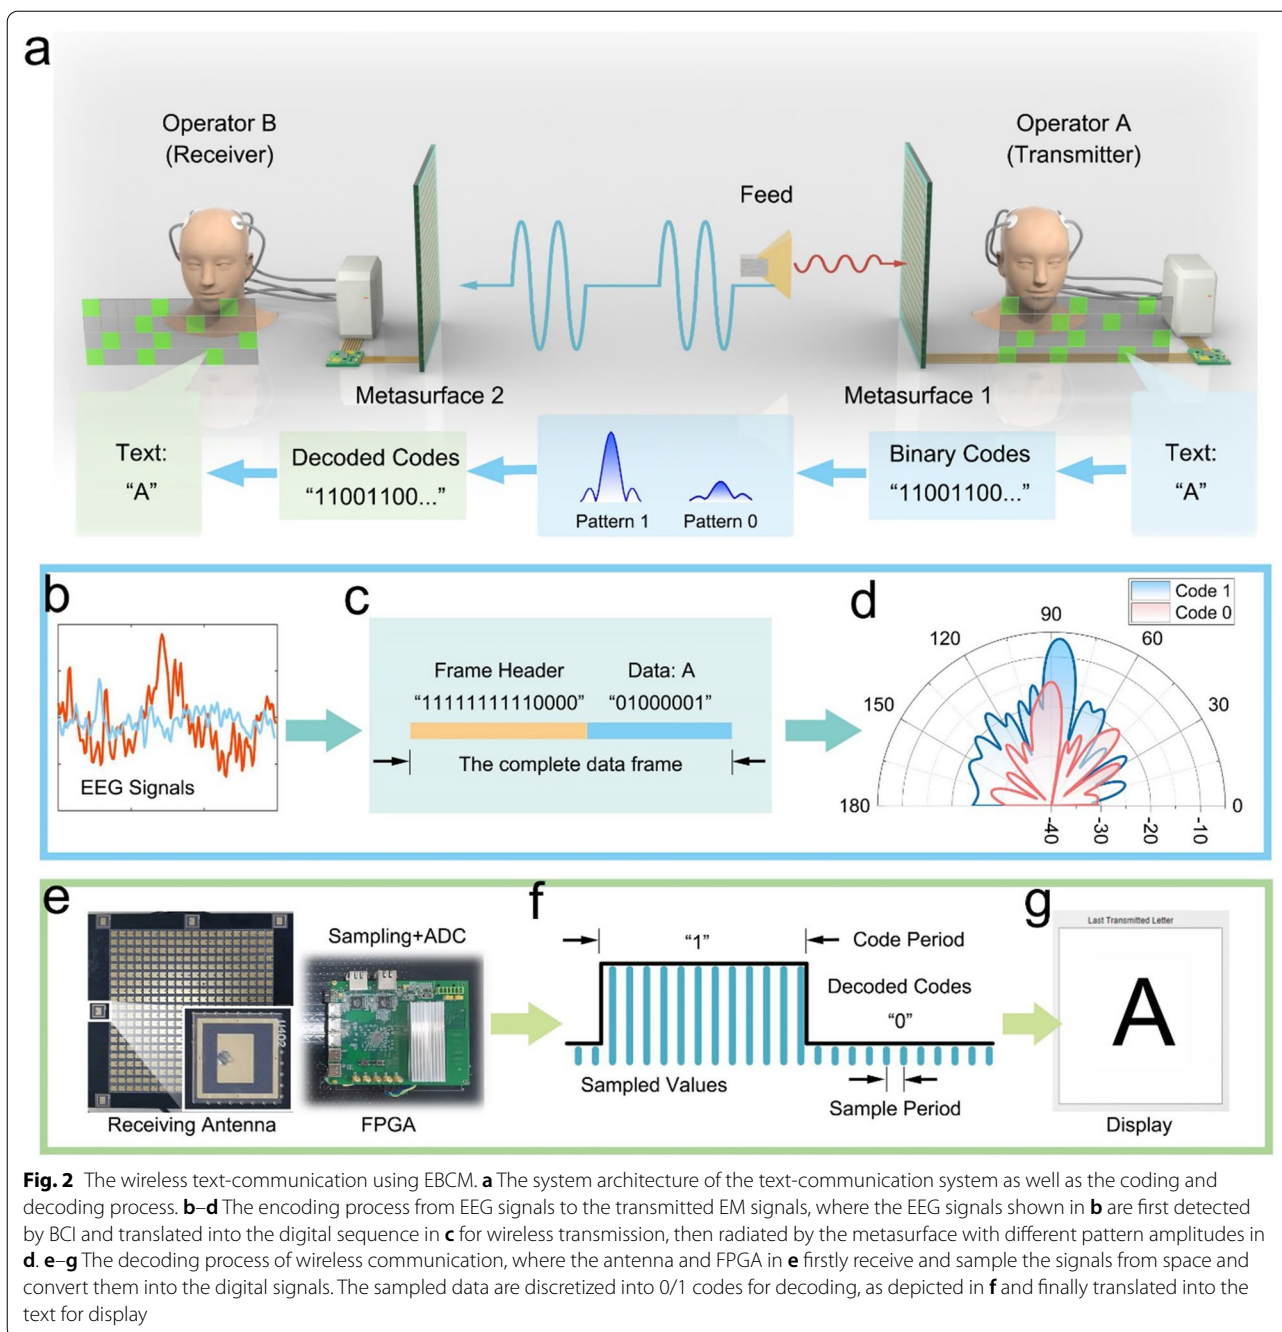 a
Operator B
(Receiver)
Operator A
(Transmitter)
Feed
Metasurface 2
Metasurface 1
Text:
“A”
Decoded Codes
“11001100...”
Pattern 1
Pattern 0
Binary Codes
“11001100...”
Text:
“A”
b
EEG Signals
c
Frame Header
“11111111110000”
Data: A
“01000001”
The complete data frame
d
Code 1
Code 0
90
120
60
150
30
180
0
-40
-30
-20
-10
-5
e
Receiving Antenna
Sampling+ADC
FPGA
f
“1”
Code Period
Decoded Codes
“0”
Sampled Values
Sample Period
g
Last Transmitted Letter
A
Display
Fig. 2 The wireless text-communication using EBCM. a The system architecture of the text-communication system as well as the coding and
decoding process. b–d The encoding process from EEG signals to the transmitted EM signals, where the EEG signals shown in b are first detected
by BCI and translated into the digital sequence in c for wireless transmission, then radiated by the metasurface with different pattern amplitudes in
d. e–g The decoding process of wireless communication, where the antenna and FPGA in e firstly receive and sample the signals from space and
convert them into the digital signals. The sampled data are discretized into 0/1 codes for decoding, as depicted in f and finally translated into the
text for display